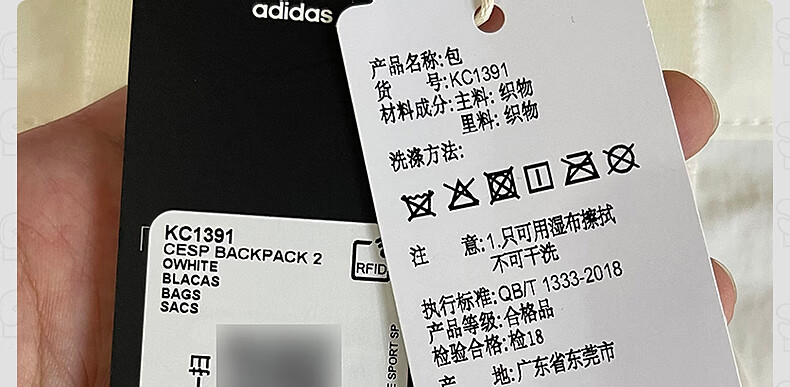 adidas
KC1391
CESP BACKPACK 2
OWHITE
BLACAS
BAGS
SACS
RFID
扫
E SPORT SP
产品名称:包
货 号:KC1391
材料成分:主料: 织物
里料: 织物
洗涤方法:
注 意:1.只可用湿布擦拭
不可干洗
执行标准:QB/T 1333-2018
产品等级:合格品
检验合格:检18
产 地:广东省东莞市